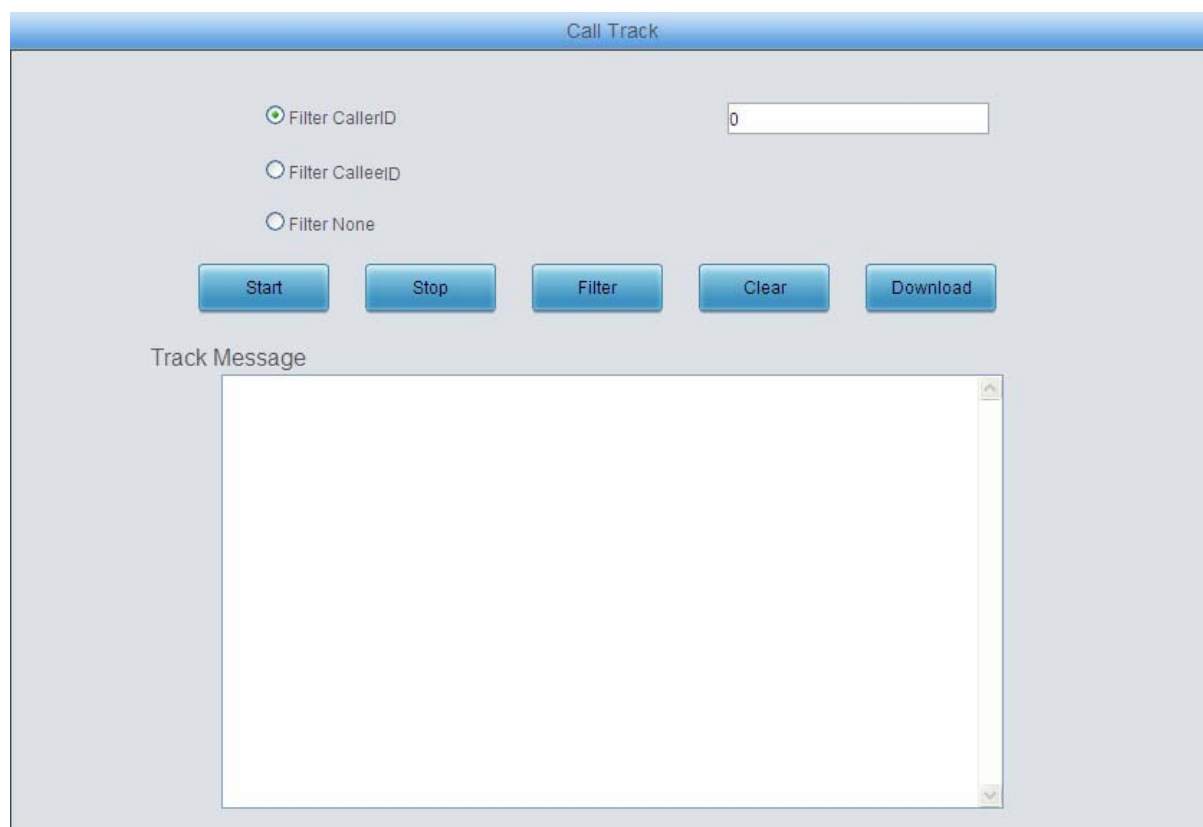 Call Track
Filter CallerID 0
Filter CalleeID
Filter None
Start Stop Filter Clear Download
Track Message